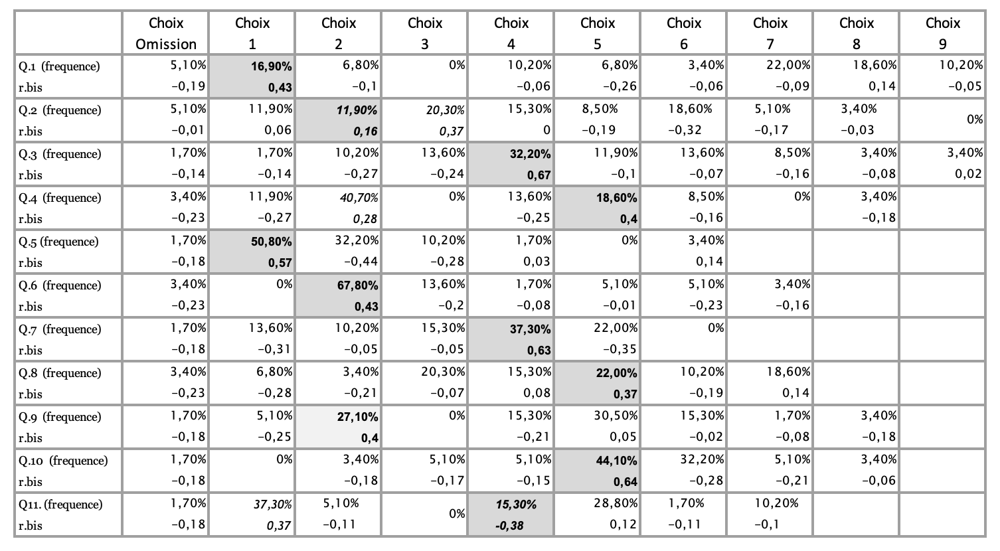 Choix Choix Choix Choix Choix Choix Choix Choix Choix Choix
Omission 1 2 3 4 5 6 7 8 9
Q.1 (frequence) 5,10% 16,90% 6,80% 0% 10,20% 6,80% 3,40% 22,00% 18,60% 10,20%
r.bis −0,19 0,43 −0,1 −0,06 −0,26 −0,06 −0,09 0,14 −0,05
Q.2 (frequence) 5,10% 11,90% 11,90% 20,30% 15,30% 8,50% 18,60% 5,10% 3,40% 0%
r.bis −0,01 0,06 0,16 0,37 0 −0,19 −0,32 −0,17 −0,03
Q.3 (frequence) 1,70% 1,70% 10,20% 13,60% 32,20% 11,90% 13,60% 8,50% 3,40% 3,40%
r.bis −0,14 −0,14 −0,27 −0,24 0,67 −0,1 −0,07 −0,16 −0,08 0,02
Q.4 (frequence) 3,40% 11,90% 40,70% 0% 13,60% 18,60% 8,50% 0% 3,40%
r.bis −0,23 −0,27 0,28 −0,25 0,4 −0,16 −0,18
Q.5 (frequence) 1,70% 50,80% 32,20% 10,20% 1,70% 0% 3,40%
r.bis −0,18 0,57 −0,44 −0,28 0,03 0,14
Q.6 (frequence) 3,40% 0% 67,80% 13,60% 1,70% 5,10% 5,10% 3,40%
r.bis −0,23 0,43 −0,2 −0,08 −0,01 −0,23 −0,16
Q.7 (frequence) 1,70% 13,60% 10,20% 15,30% 37,30% 22,00% 0%
r.bis −0,18 −0,31 −0,05 −0,05 0,63 −0,35
Q.8 (frequence) 3,40% 6,80% 3,40% 20,30% 15,30% 22,00% 10,20% 18,60%
r.bis −0,23 −0,28 −0,21 −0,07 0,08 0,37 −0,19 0,14
Q.9 (frequence) 1,70% 5,10% 27,10% 0% 15,30% 30,50% 15,30% 1,70% 3,40%
r.bis −0,18 −0,25 0,4 −0,21 0,05 −0,02 −0,08 −0,18
Q.10 (frequence) 1,70% 0% 3,40% 5,10% 5,10% 44,10% 32,20% 5,10% 3,40%
r.bis −0,18 −0,18 −0,17 −0,15 0,64 −0,28 −0,21 −0,06
Q11. (frequence) 1,70% 37,30% 5,10% 0% 15,30% 28,80% 1,70% 10,20%
r.bis −0,18 0,37 −0,11 -0,38 0,12 −0,11 −0,1